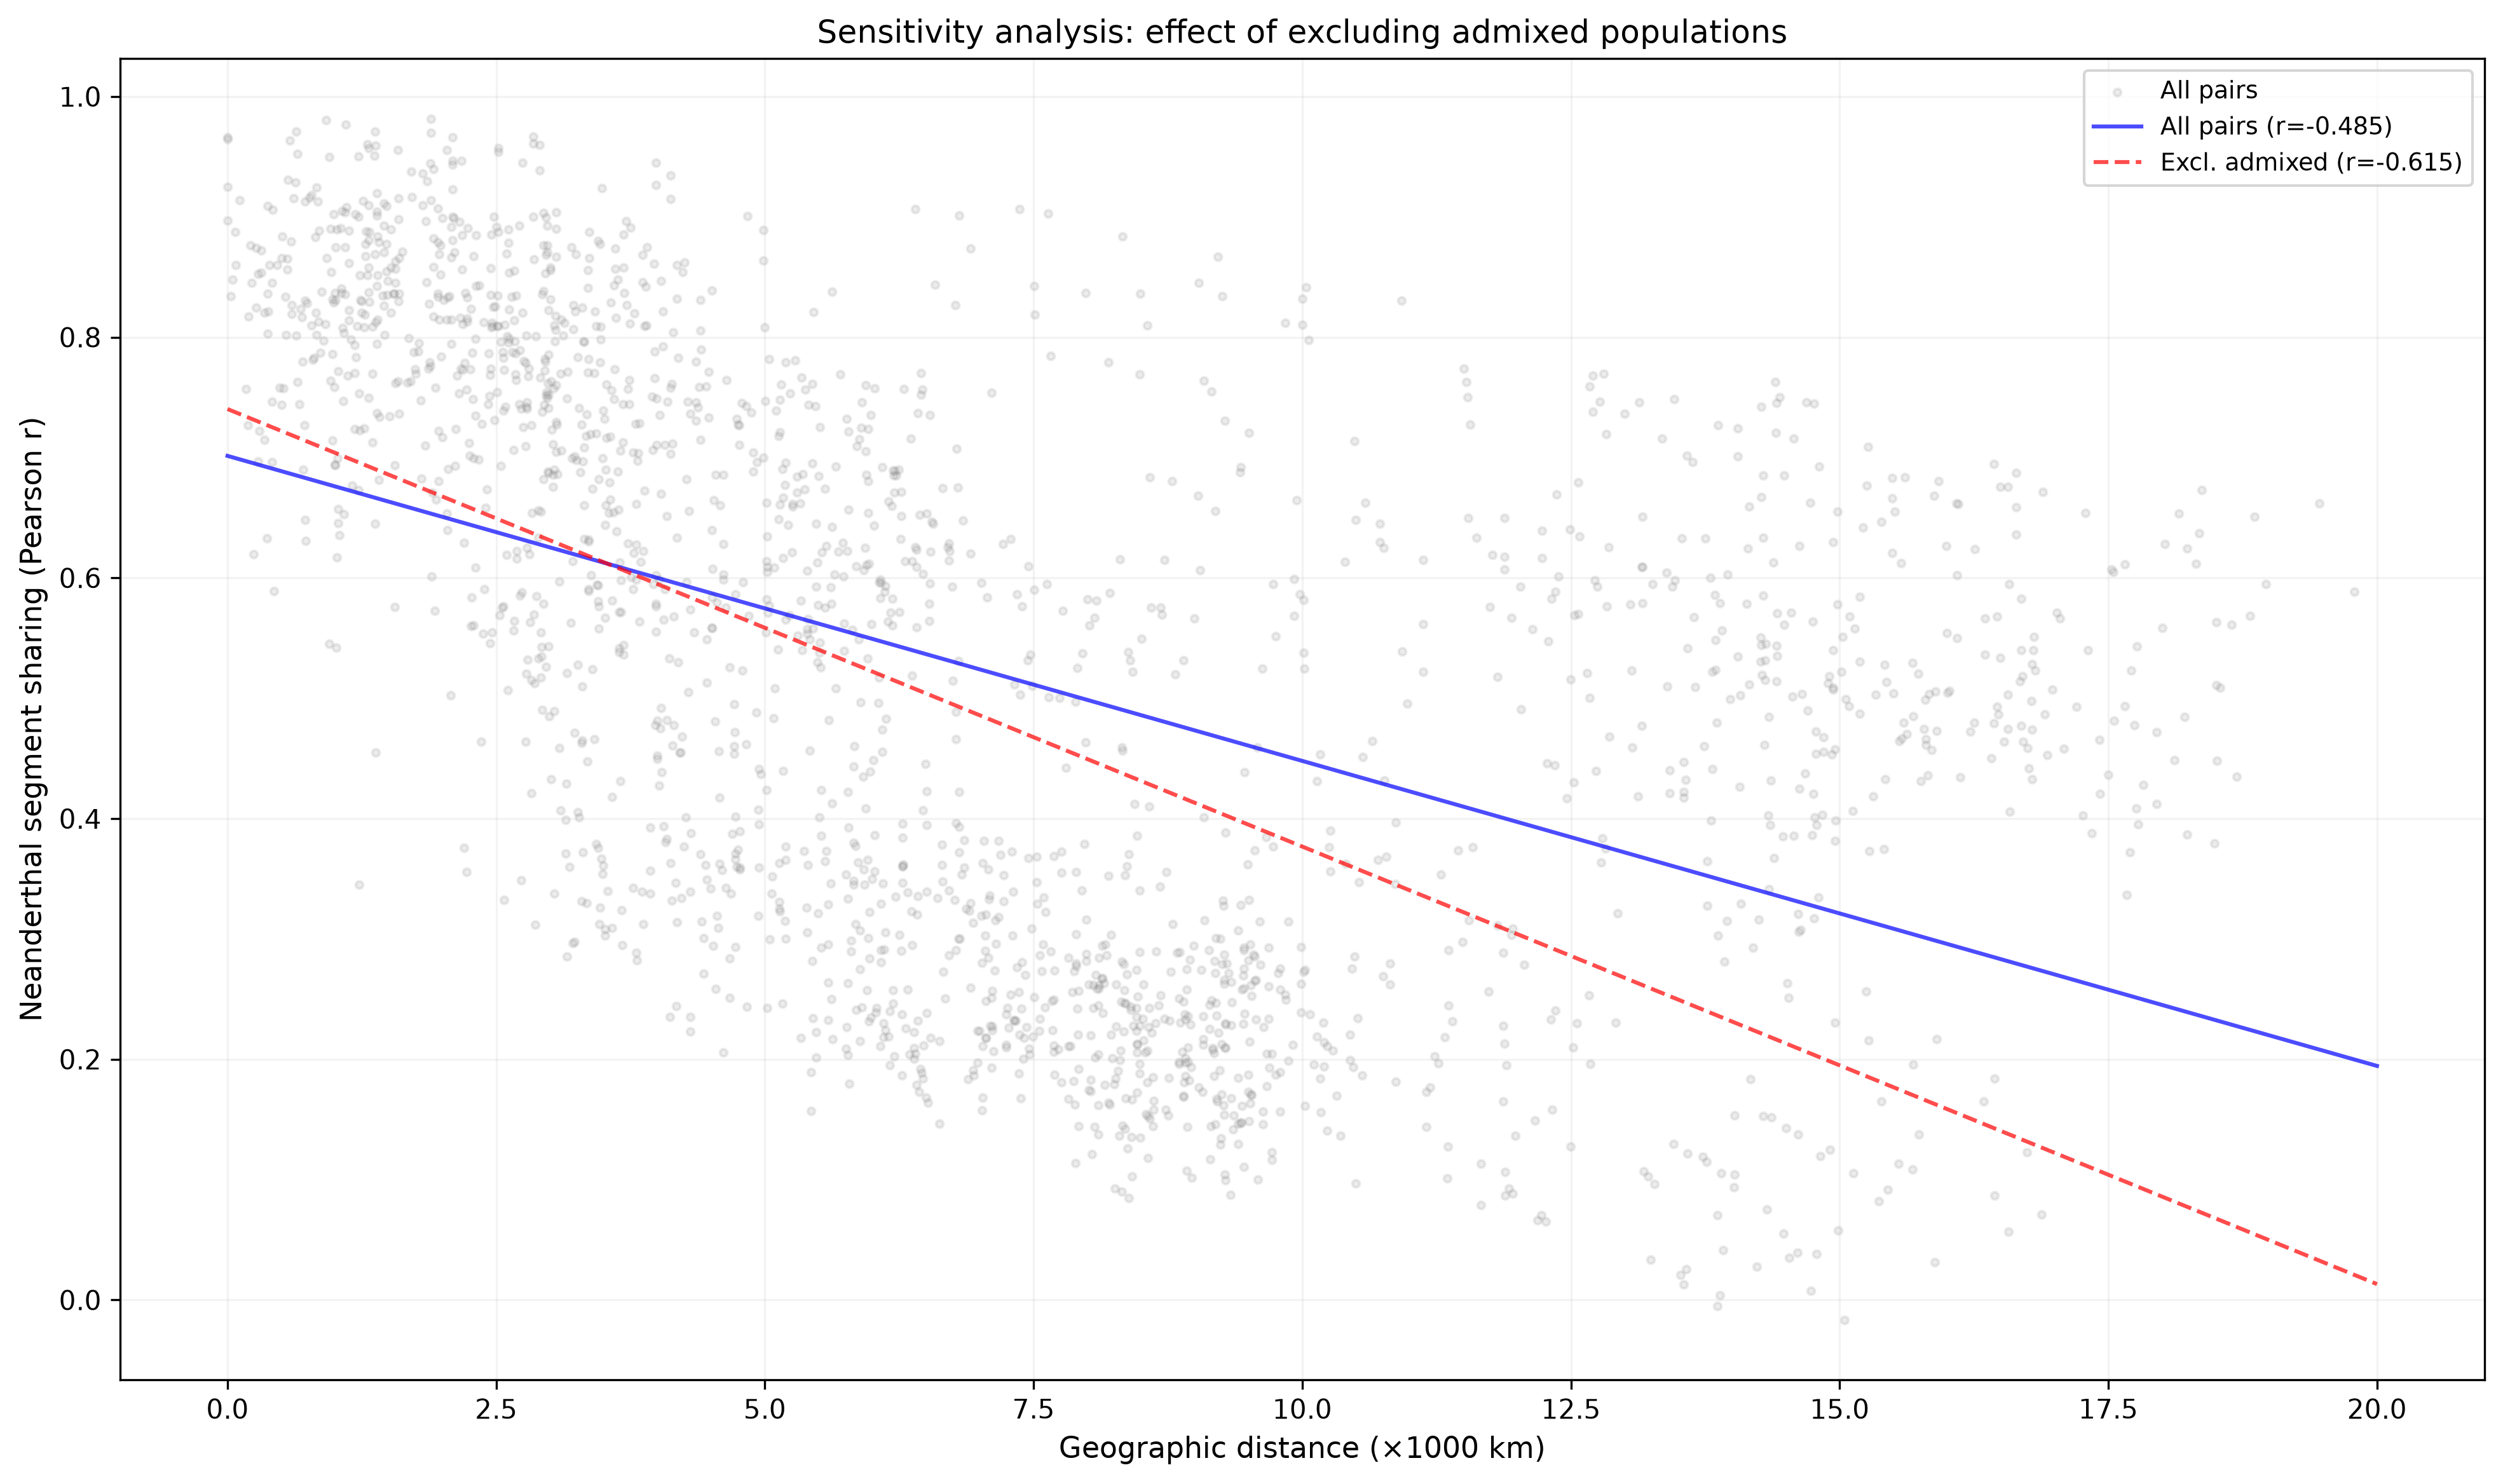 Sensitivity analysis: effect of excluding admixed populations
All pairs
All pairs (r=-0.485)
Excl. admixed (r=-0.615)
Neanderthal segment sharing (Pearson r)
1.0
0.8
0.6
0.4
0.2
0.0
0.0 2.5 5.0 7.5 10.0 12.5 15.0 17.5 20.0
Geographic distance (×1000 km)